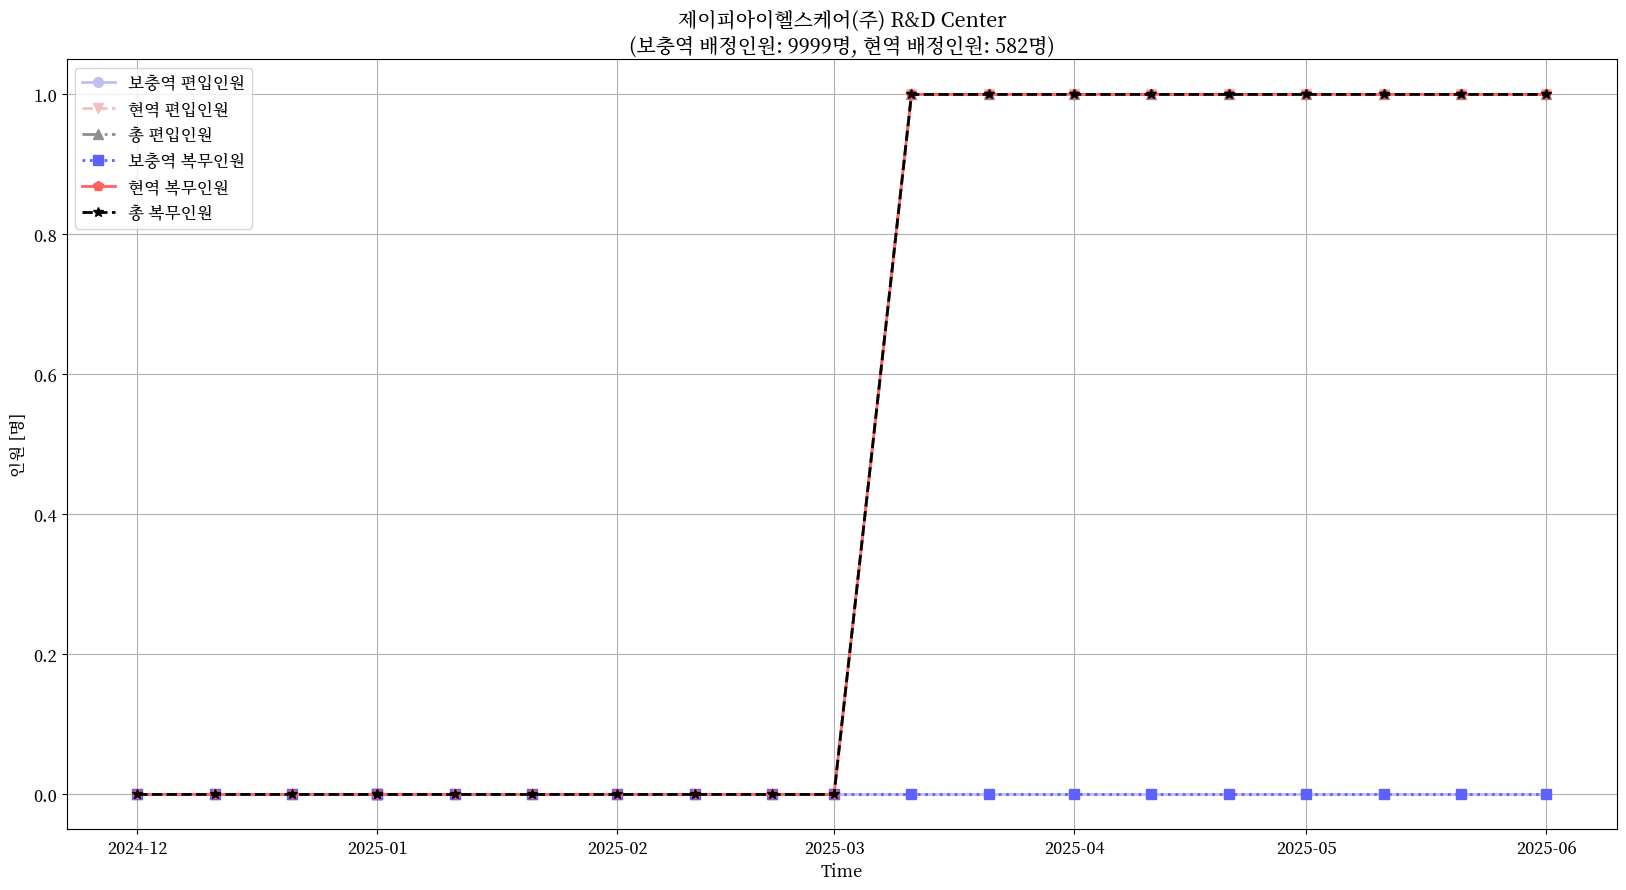 제이피아이헬스케어(주) R&D Center
(보충역 배정인원: 9999명, 현역 배정인원: 582명)
보충역 편입인원
현역 편입인원
총 편입인원
보충역 복무인원
현역 복무인원
총 복무인원
인원 [명]
1.0
0.8
0.6
0.4
0.2
0.0
2024-12
2025-01
2025-02
2025-03
2025-04
2025-05
2025-06
Time